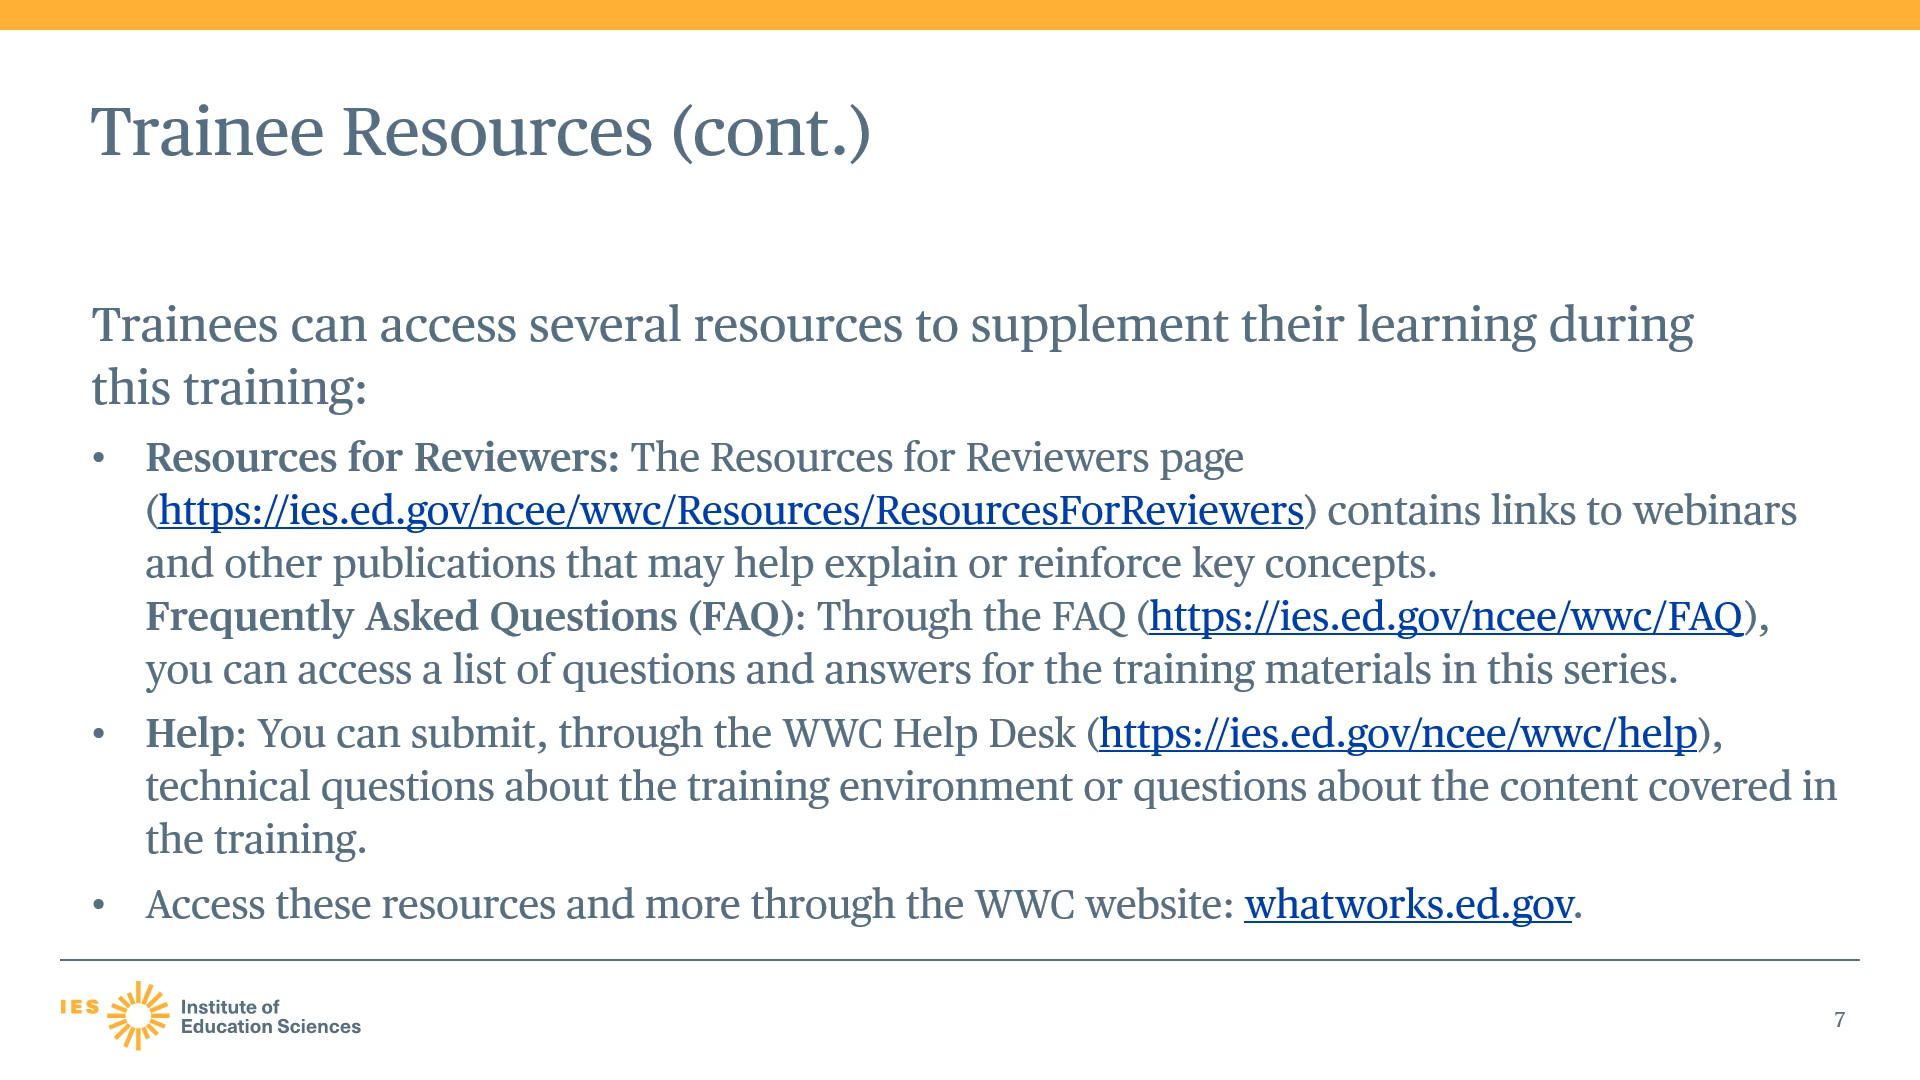 Trainee Resources (cont.)
Trainees can access several resources to supplement their learning during
this training:
• Resources for Reviewers: The Resources for Reviewers page
(https://ies.ed.gov/ncee/wwc/Resources/ResourcesForReviewers) contains links to webinars
and other publications that may help explain or reinforce key concepts.
Frequently Asked Questions (FAQ): Through the FAQ (https://ies.ed.gov/ncee/wwc/FAQ),
you can access a list of questions and answers for the training materials in this series.
• Help: You can submit, through the WWC Help Desk (https://ies.ed.gov/ncee/wwc/help),
technical questions about the training environment or questions about the content covered in
the training.
• Access these resources and more through the WWC website: whatworks.ed.gov.
IES
Institute of
Education Sciences
7